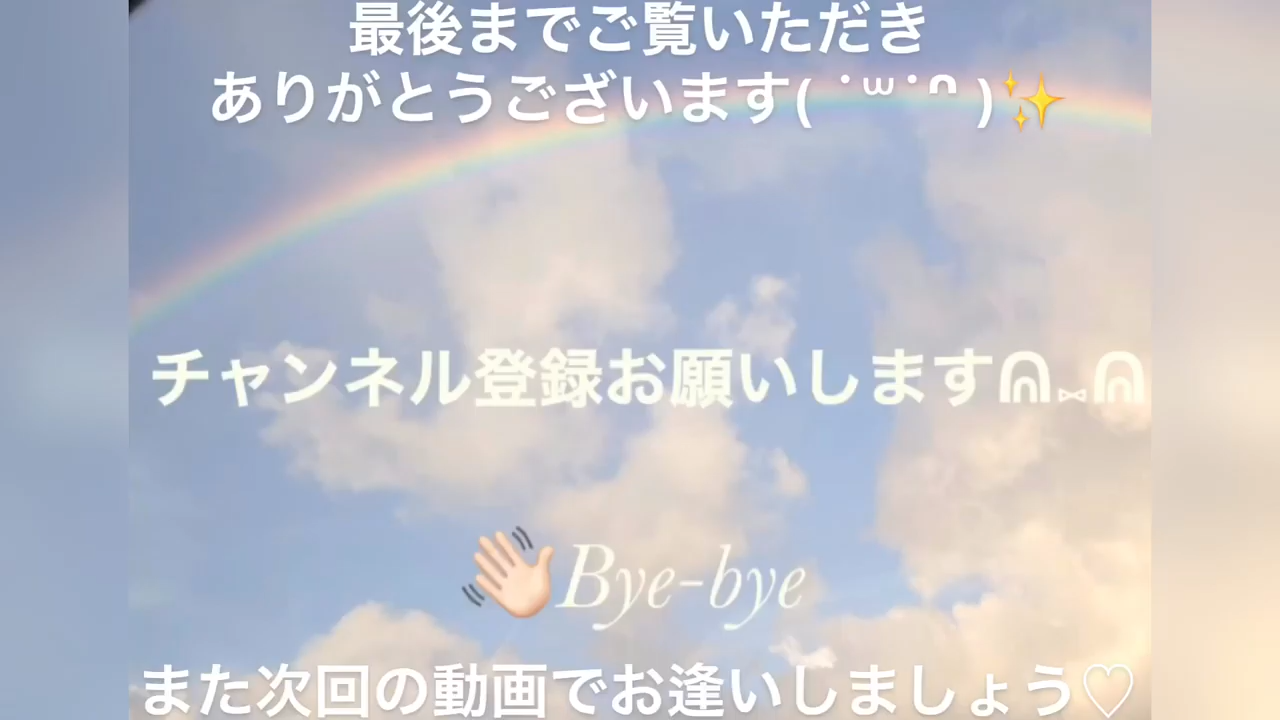 最後までご覧いただき
ありがとうございます( ˙꒳˙ᐢ )✨
チャンネル登録お願いしますᕱ⑅ᕱ
👋🏻Bye-bye
また次回の動画でお逢いしましょう♡